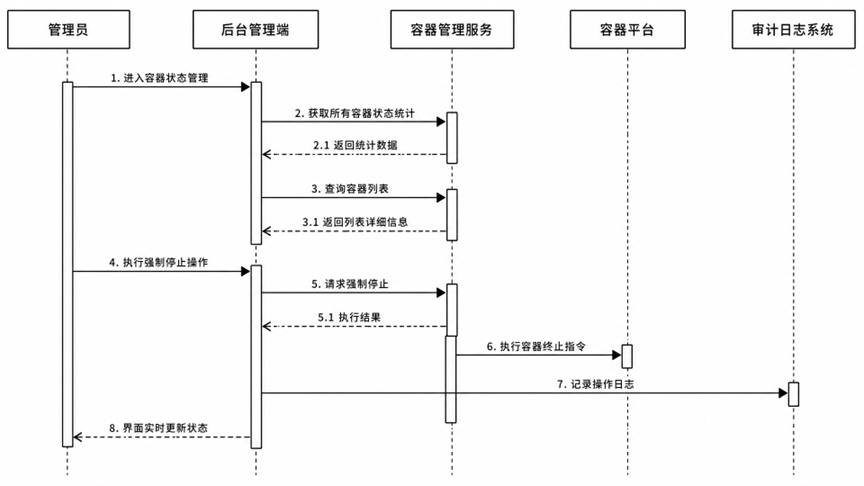 管理员
后台管理端
容器管理服务
容器平台
审计日志系统
1. 进入容器状态管理
2. 获取所有容器状态统计
2.1 返回统计数据
3. 查询容器列表
3.1 返回列表详细信息
4. 执行强制停止操作
5. 请求强制停止
5.1 执行结果
6. 执行容器终止指令
7. 记录操作日志
8. 界面实时更新状态